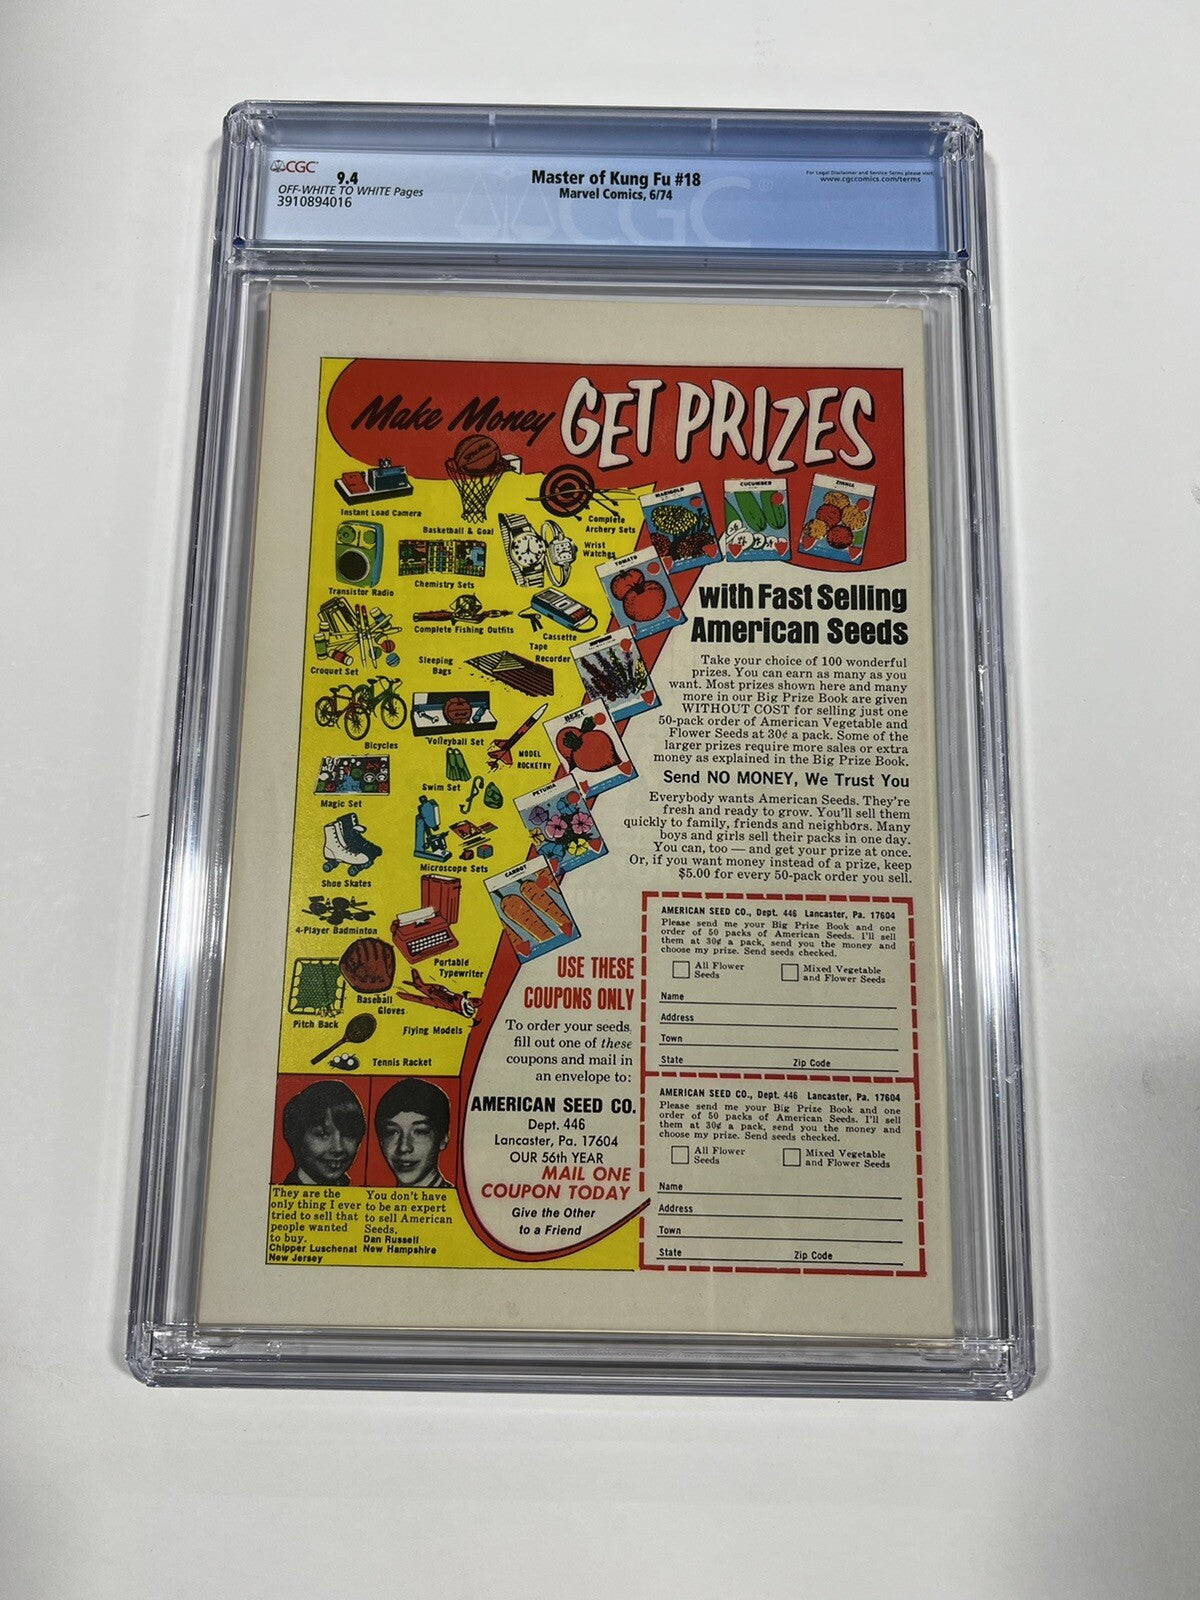 CGC
9.4
OFF-WHITE TO WHITE Pages
3910894016
Master of Kung Fu #18
Marvel Comics, 6/74
For Legal Disclaimer and Service Terms please visit
www.cgccomics.com/terms
CGC
Make Money GET PRIZES
Instant Load Camera
Basketball & Goal
Complete
Archery Sets
MARIGOLD
CUCUMBER
ZINNIA
Transistor Radio
Chemistry Sets
Wrist
Watches
TOMATO
with Fast Selling
American Seeds
Croquet Set
Complete Fishing Outfits
Cassette
Tape
Recorder
Sleeping
Bags
Bicycles
Volleyball Set
MODEL
ROCKETRY
BEET
Magic Set
Swim Set
PETUNIA
Shoe Skates
Microscope Sets
CARROT
4-Player Badminton
Portable
Typewriter
Pitch Back
Baseball
Gloves
Flying Models
Tennis Racket
Take your choice of 100 wonderful
prizes. You can earn as many as you
want. Most prizes shown here and many
more in our Big Prize Book are given
WITHOUT COST for selling just one
50-pack order of American Vegetable and
Flower Seeds at 30¢ a pack. Some of the
larger prizes require more sales or extra
money as explained in the Big Prize Book.
Send NO MONEY, We Trust You
Everybody wants American Seeds. They're
fresh and ready to grow. You'll sell them
quickly to family, friends and neighbors. Many
boys and girls sell their packs in one day.
You can, too — and get your prize at once.
Or, if you want money instead of a prize, keep
$5.00 for every 50-pack order you sell.
USE THESE
COUPONS ONLY
To order your seeds,
fill out one of these
coupons and mail in
an envelope to:
AMERICAN SEED CO.
Dept. 446
Lancaster, Pa. 17604
OUR 56th YEAR
MAIL ONE
COUPON TODAY
Give the Other
to a Friend
They are the
only thing I ever
tried to sell that
people wanted
to buy.
Chipper Luschenat
New Jersey
You don't have
to be an expert
to sell American
Seeds.
Dan Russell
New Hampshire
AMERICAN SEED CO., Dept. 446 Lancaster, Pa. 17604
Please send me your Big Prize Book and one
order of 50 packs of American Seeds. I'll sell
them at 30¢ a pack, send you the money and
choose my prize. Send seeds checked.
All Flower
Seeds
Mixed Vegetable
and Flower Seeds
Name
Address
Town
State Zip Code
AMERICAN SEED CO., Dept. 446 Lancaster, Pa. 17604
Please send me your Big Prize Book and one
order of 50 packs of American Seeds. I'll sell
them at 30¢ a pack, send you the money and
choose my prize. Send seeds checked.
All Flower
Seeds
Mixed Vegetable
and Flower Seeds
Name
Address
Town
State Zip Code